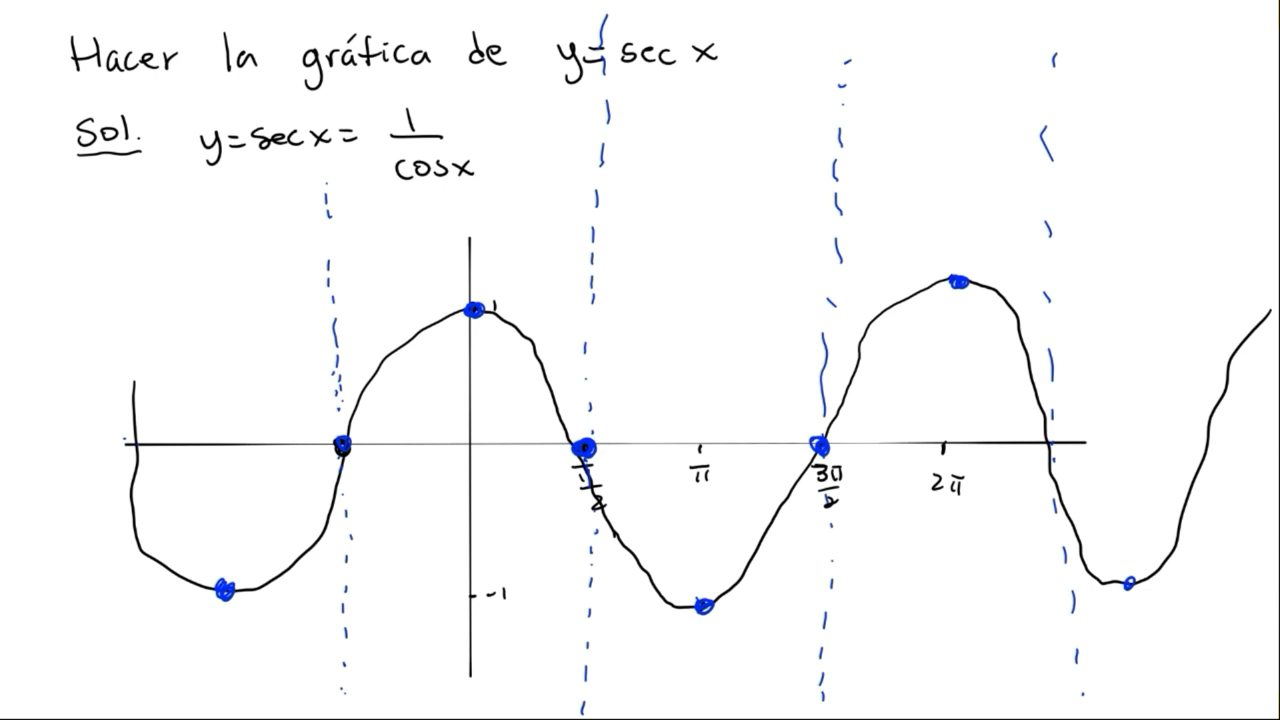 Hacer la gráfica de y = sec x
Sol. y = sec x = 1/cos x
1
π/2 π 3π/2 2π
-1